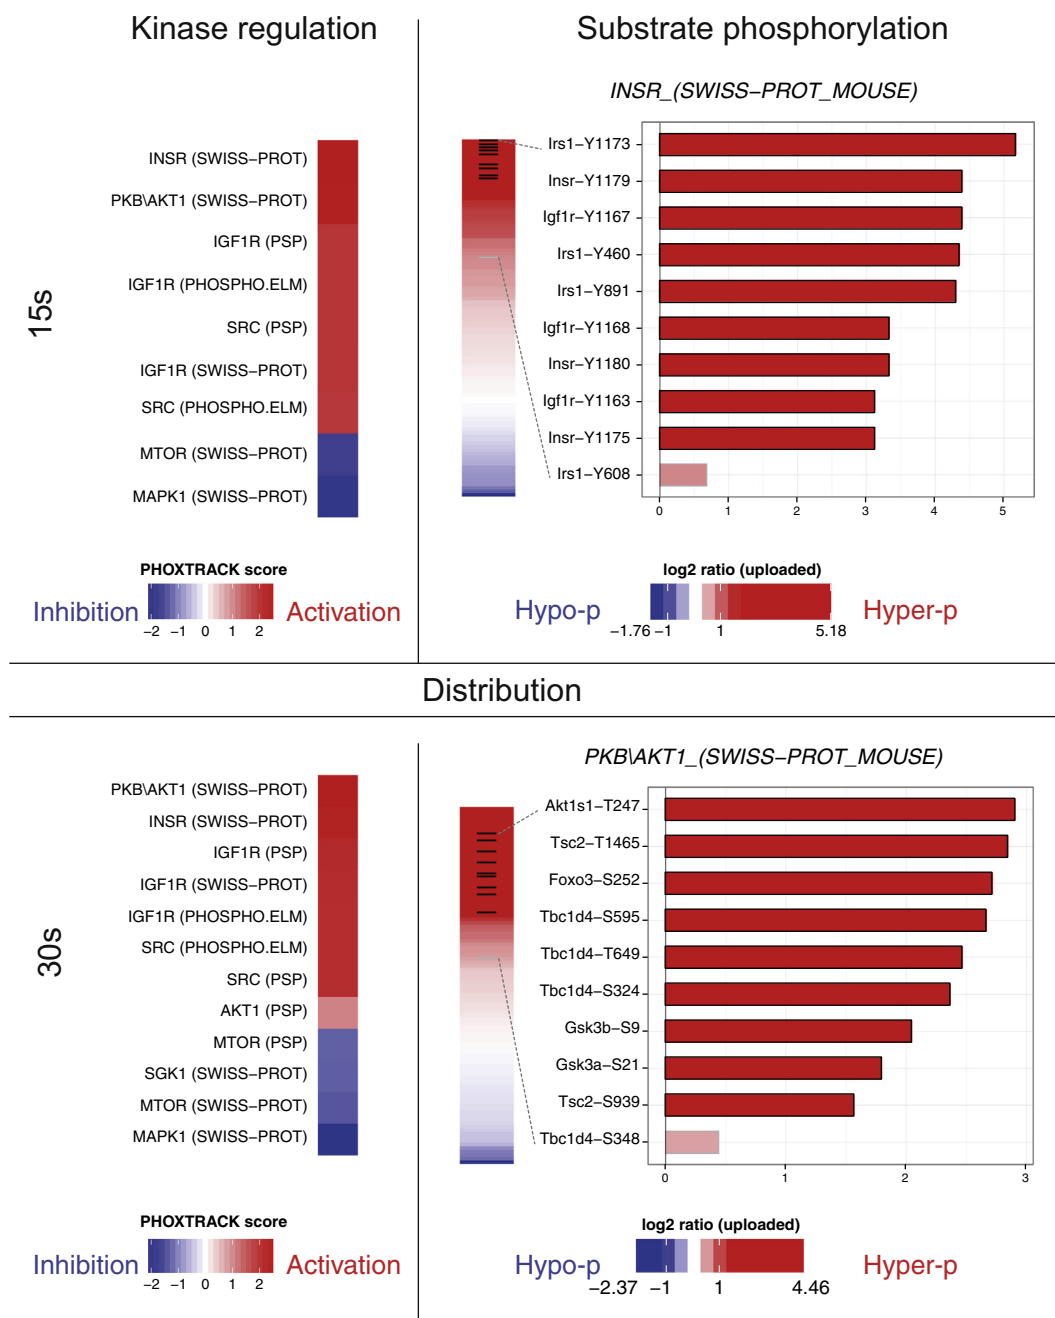 Kinase regulation
Substrate phosphorylation
15s
INSR (SWISS−PROT)
PKB\AKT1 (SWISS−PROT)
IGF1R (PSP)
IGF1R (PHOSPHO.ELM)
SRC (PSP)
IGF1R (SWISS−PROT)
SRC (PHOSPHO.ELM)
MTOR (SWISS−PROT)
MAPK1 (SWISS−PROT)
PHOXTRACK score
Inhibition
Activation
−2 −1 0 1 2
INSR_(SWISS−PROT_MOUSE)
Irs1−Y1173
Insr−Y1179
Igf1r−Y1167
Irs1−Y460
Irs1−Y891
Igf1r−Y1168
Insr−Y1180
Igf1r−Y1163
Insr−Y1175
Irs1−Y608
0 1 2 3 4 5
log2 ratio (uploaded)
Hypo-p
Hyper-p
−1.76 −1 1 5.18
Distribution
30s
PKB\AKT1 (SWISS−PROT)
INSR (SWISS−PROT)
IGF1R (PSP)
IGF1R (SWISS−PROT)
IGF1R (PHOSPHO.ELM)
SRC (PHOSPHO.ELM)
SRC (PSP)
AKT1 (PSP)
MTOR (PSP)
SGK1 (SWISS−PROT)
MTOR (SWISS−PROT)
MAPK1 (SWISS−PROT)
PHOXTRACK score
Inhibition
Activation
−2 −1 0 1 2
PKB\AKT1_(SWISS−PROT_MOUSE)
Akt1s1−T247
Tsc2−T1465
Foxo3−S252
Tbc1d4−S595
Tbc1d4−T649
Tbc1d4−S324
Gsk3b−S9
Gsk3a−S21
Tsc2−S939
Tbc1d4−S348
0 1 2 3
log2 ratio (uploaded)
Hypo-p
Hyper-p
−2.37 −1 1 4.46